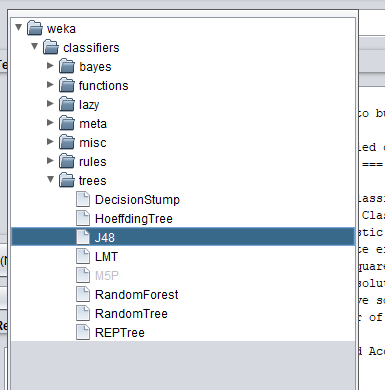 weka
classifiers
bayes
functions
lazy
meta
misc
rules
trees
DecisionStump
HoeffdingTree
J48
LMT
M5P
RandomForest
RandomTree
REPTree